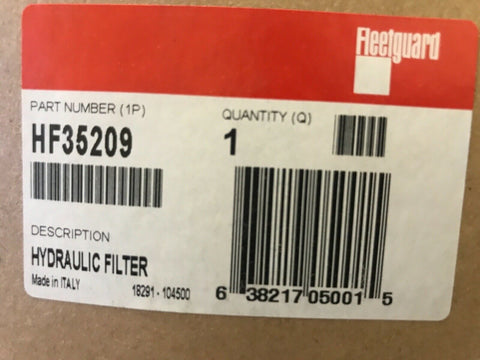 Fleetguard
PART NUMBER (1P)
HF35209
QUANTITY (Q)
1
DESCRIPTION
HYDRAULIC FILTER
Made in ITALY
18291 - 104500
6 38217 05001 5